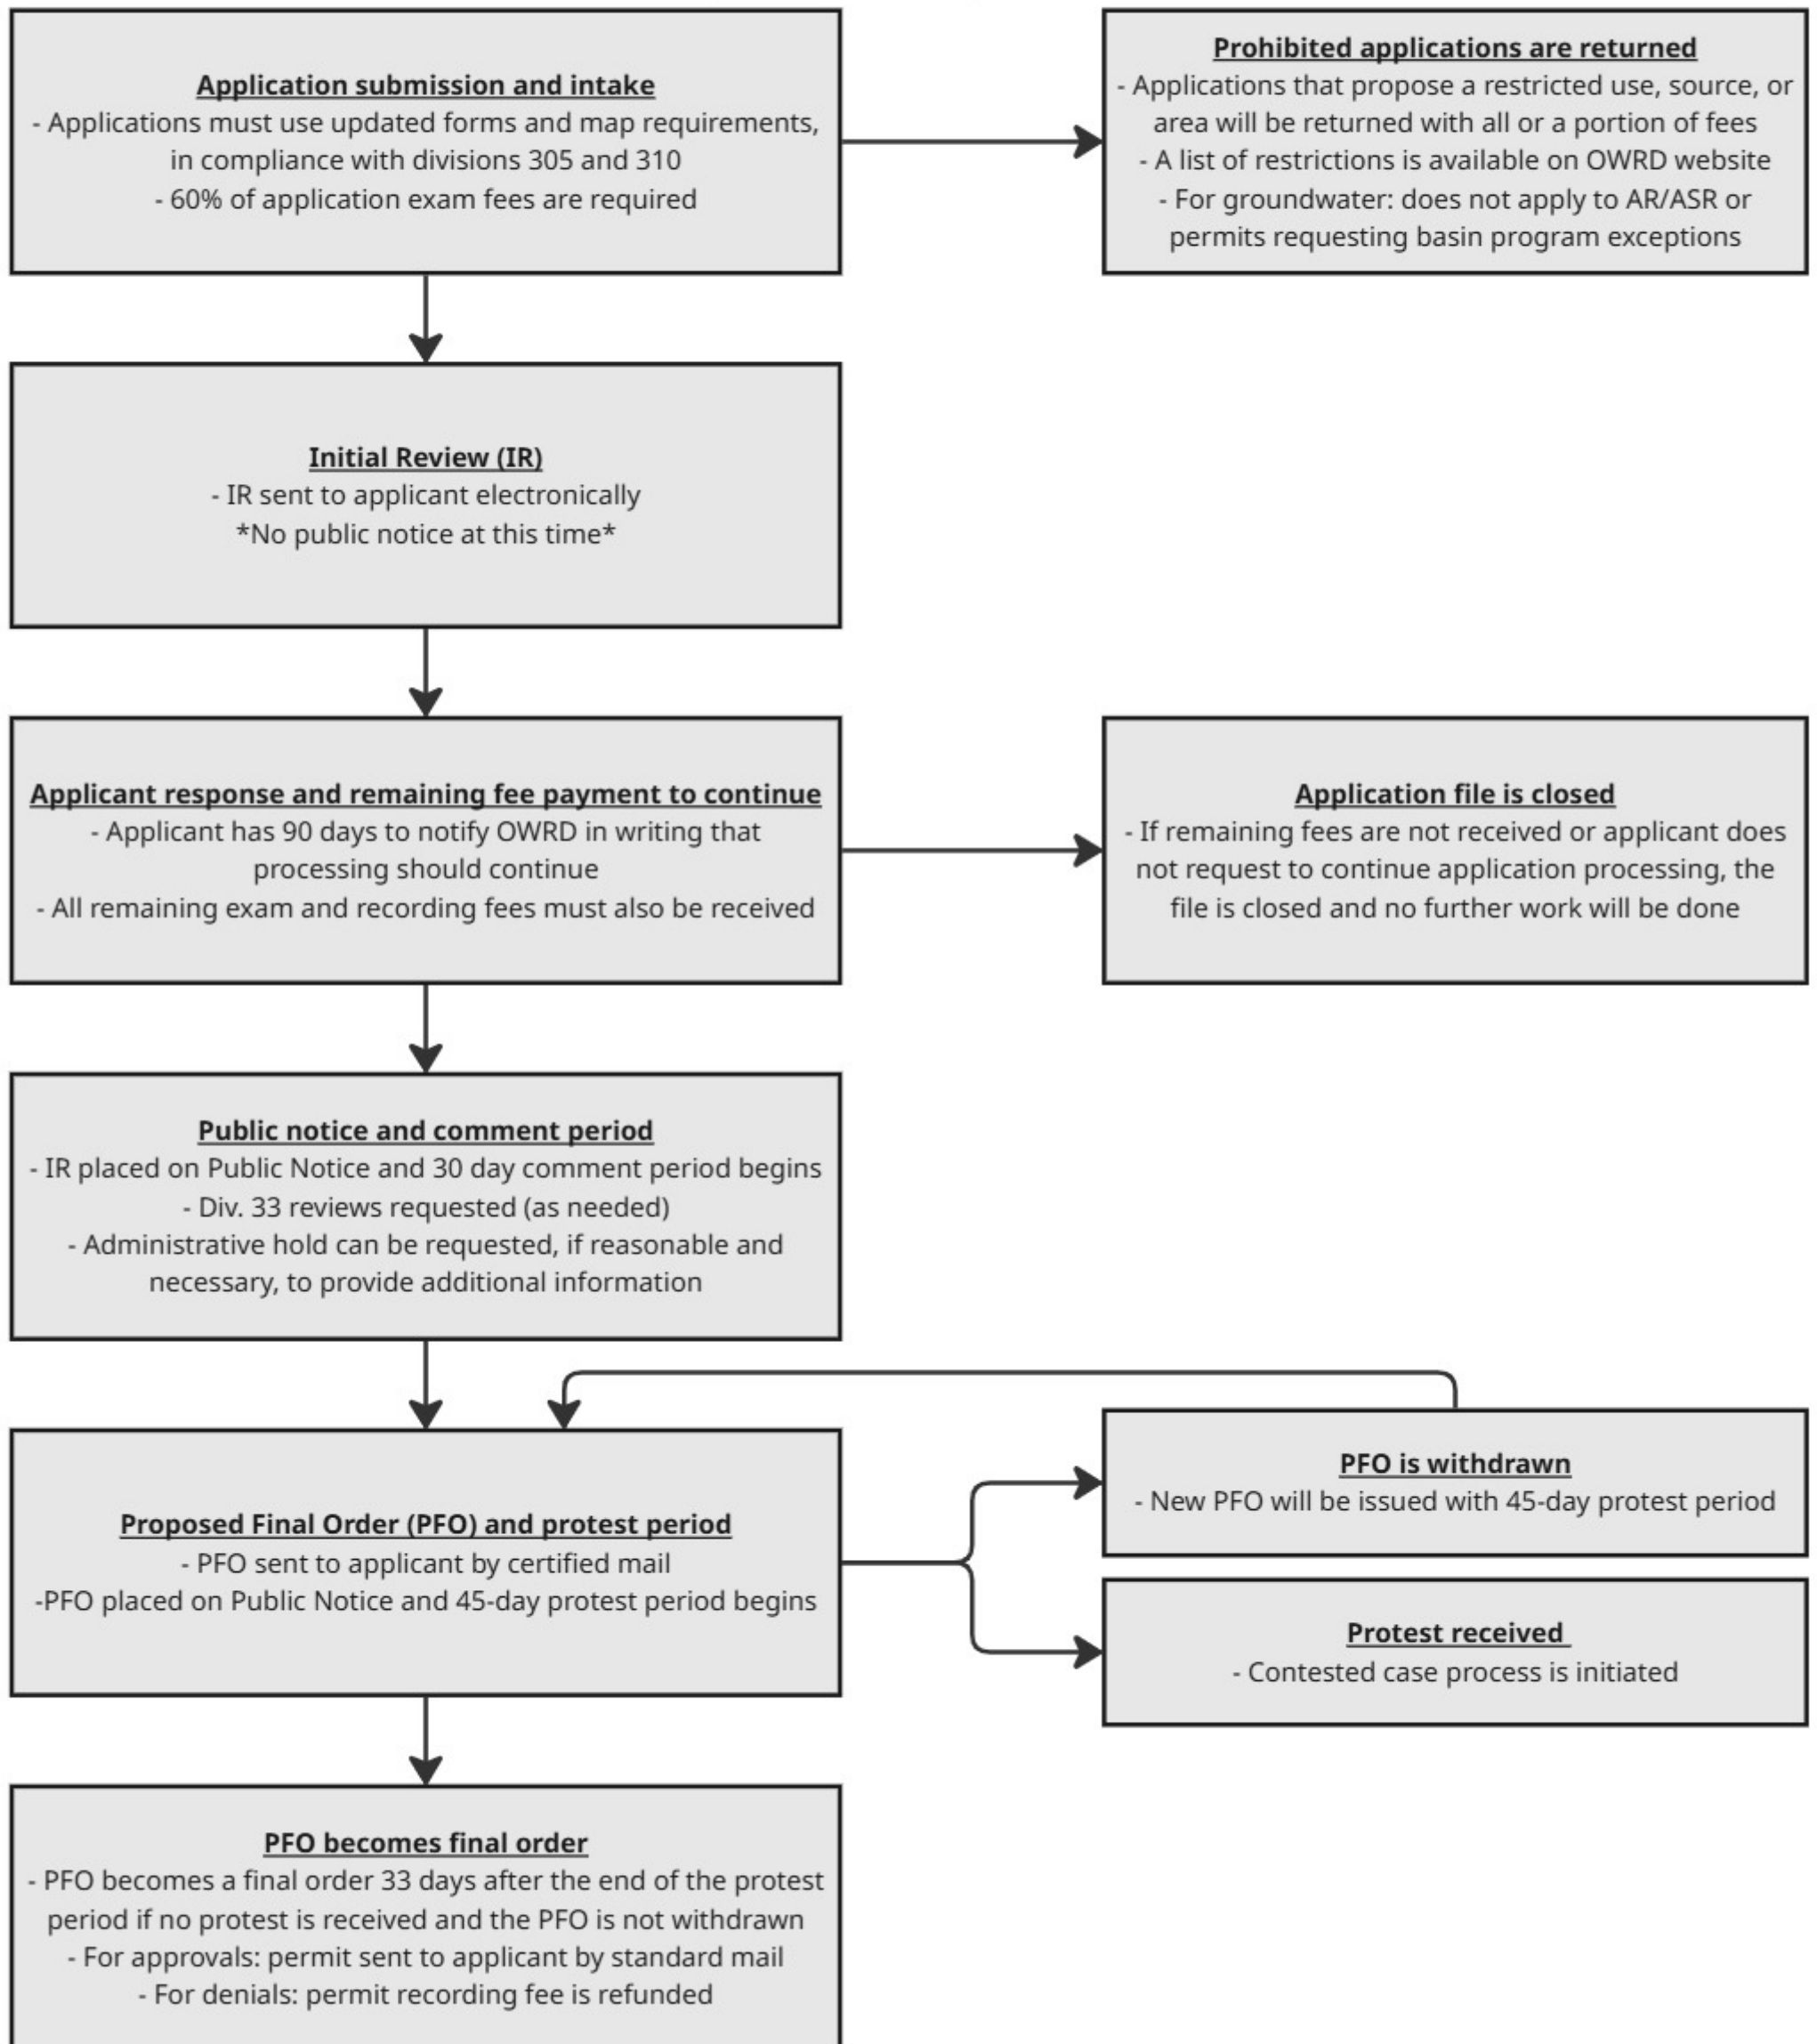 Application submission and intake
- Applications must use updated forms and map requirements,
in compliance with divisions 305 and 310
- 60% of application exam fees are required
Prohibited applications are returned
- Applications that propose a restricted use, source, or
area will be returned with all or a portion of fees
- A list of restrictions is available on OWRD website
- For groundwater: does not apply to AR/ASR or
permits requesting basin program exceptions
Initial Review (IR)
- IR sent to applicant electronically
*No public notice at this time*
Applicant response and remaining fee payment to continue
- Applicant has 90 days to notify OWRD in writing that
processing should continue
- All remaining exam and recording fees must also be received
Application file is closed
- If remaining fees are not received or applicant does
not request to continue application processing, the
file is closed and no further work will be done
Public notice and comment period
- IR placed on Public Notice and 30 day comment period begins
- Div. 33 reviews requested (as needed)
- Administrative hold can be requested, if reasonable and
necessary, to provide additional information
Proposed Final Order (PFO) and protest period
- PFO sent to applicant by certified mail
-PFO placed on Public Notice and 45-day protest period begins
PFO is withdrawn
- New PFO will be issued with 45-day protest period
Protest received
- Contested case process is initiated
PFO becomes final order
- PFO becomes a final order 33 days after the end of the protest
period if no protest is received and the PFO is not withdrawn
- For approvals: permit sent to applicant by standard mail
- For denials: permit recording fee is refunded